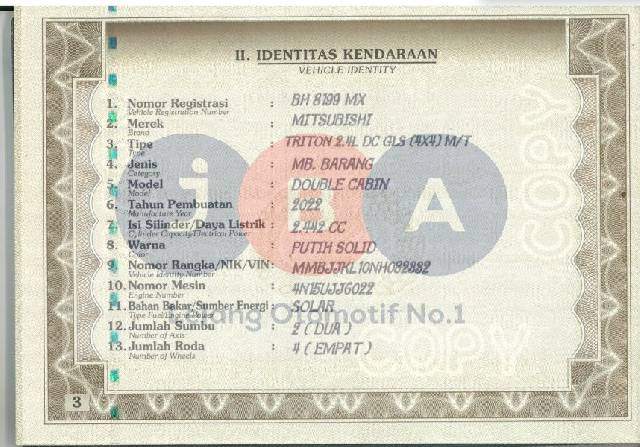 II. IDENTITAS KENDARAAN
VEHICLE IDENTITY
1. Nomor Registrasi : BH 8199 MX
Vehicle Registration Number
2. Merek : MITSUBISHI
Brand
3. Tipe : TRITON 2.4L DC GLS (4X4) M/T
Type
4. Jenis : MB. BARANG
Category
5. Model : DOUBLE CABIN
Model
6. Tahun Pembuatan : 2022
Manufacture Year
7. Isi Silinder/Daya Listrik : 2.442 CC
Cylinder Capacity/Electrical Power
8. Warna : PUTIH SOLID
Color
9. Nomor Rangka/NIK/VIN :
Vehicle Identity Number
10. Nomor Mesin : 4N15UJJ6022
Engine Number
11. Bahan Bakar/Sumber Energi : SOLAR
12. Jumlah Sumbu : 2 ( DUA )
Number of Axle
13. Jumlah Roda : 4 ( EMPAT )
Number of Wheels
iBA
Lelang Otomotif No.1
COPY
COPY
3